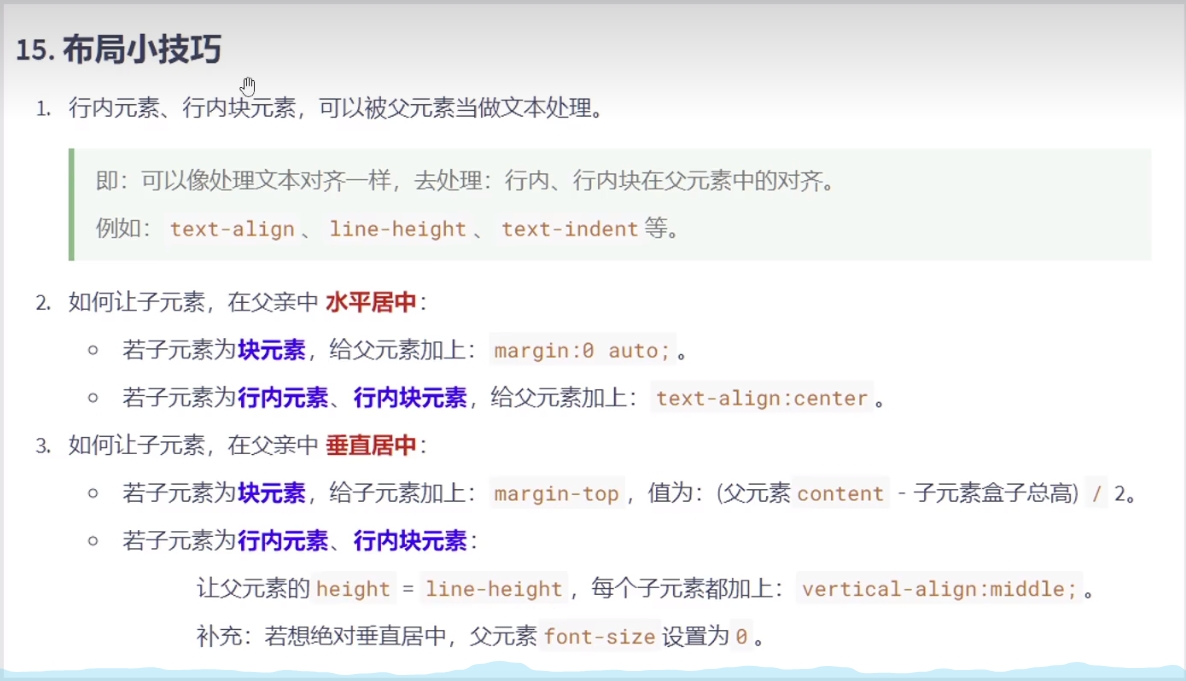 15. 布局小技巧
1. 行内元素、行内块元素，可以被父元素当做文本处理。
即：可以像处理文本对齐一样，去处理：行内、行内块在父元素中的对齐。
例如： text-align 、 line-height 、 text-indent 等。
2. 如何让子元素，在父亲中 水平居中：
若子元素为块元素，给父元素加上： margin:0 auto; 。
若子元素为行内元素、行内块元素，给父元素加上： text-align:center 。
3. 如何让子元素，在父亲中 垂直居中：
若子元素为块元素，给子元素加上： margin-top ，值为：(父元素 content - 子元素盒子总高) / 2。
若子元素为行内元素、行内块元素：
让父元素的 height = line-height ，每个子元素都加上： vertical-align:middle; 。
补充：若想绝对垂直居中，父元素 font-size 设置为 0 。